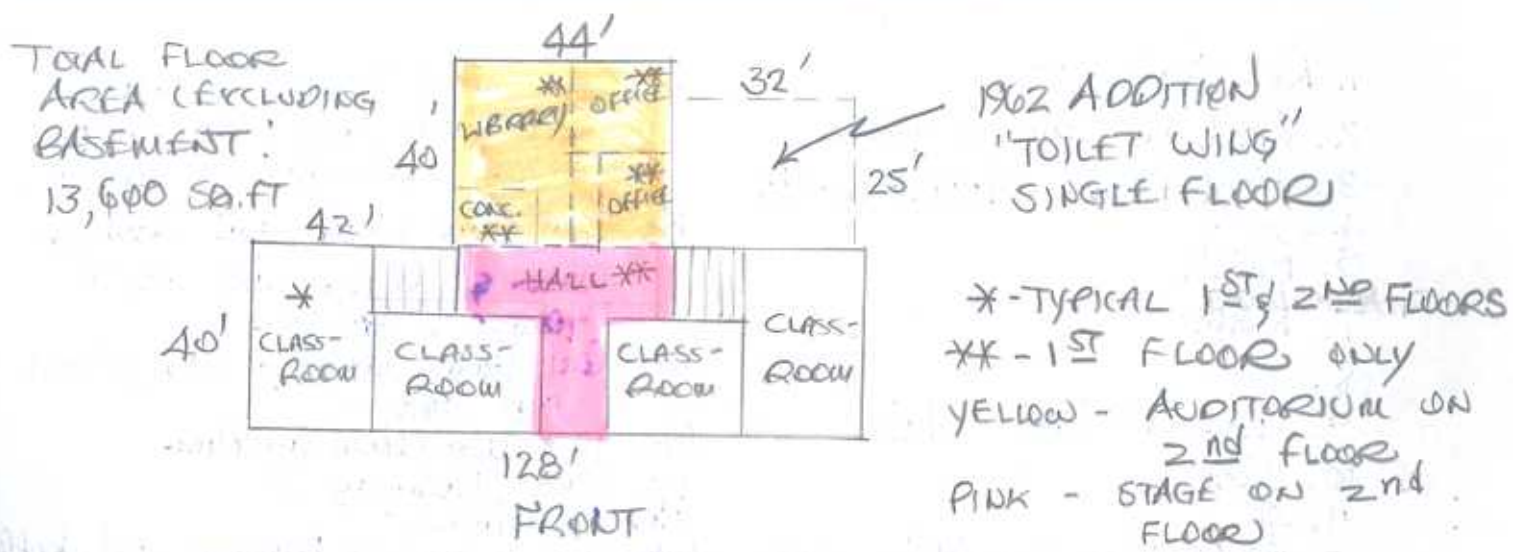 TOTAL FLOOR
AREA (EXCLUDING
BASEMENT:
13,600 SQ.FT
44'
40'
** LIBRARY
** OFFICE
** OFFICE
CONC.
**
32'
25'
1962 ADDITION
"TOILET WING"
SINGLE FLOOR
42'
40'
HALL **
*
CLASS-
ROOM
CLASS-
ROOM
CLASS-
ROOM
CLASS-
ROOM
128'
FRONT
* - TYPICAL 1ST & 2ND FLOORS
** - 1ST FLOOR ONLY
YELLOW - AUDITORIUM ON
2nd FLOOR
PINK - STAGE ON 2nd
FLOOR